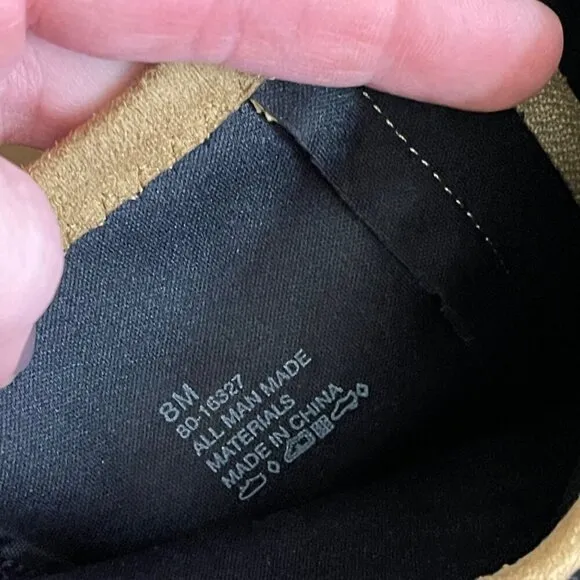 8M
80-16327
ALL MAN MADE
MATERIALS
MADE IN CHINA